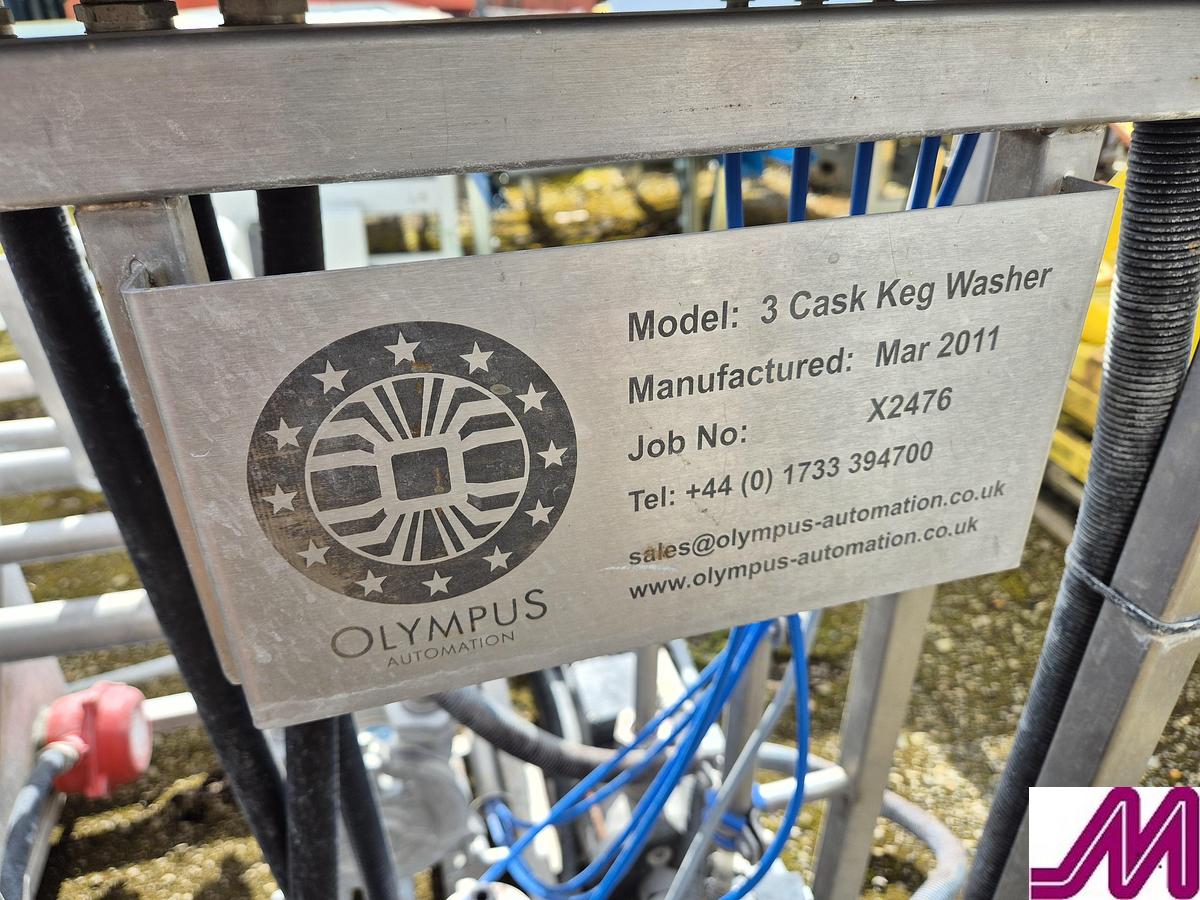 Model: 3 Cask Keg Washer
Manufactured: Mar 2011
Job No: X2476
Tel: +44 (0) 1733 394700
sales@olympus-automation.co.uk
www.olympus-automation.co.uk
OLYMPUS
AUTOMATION
M